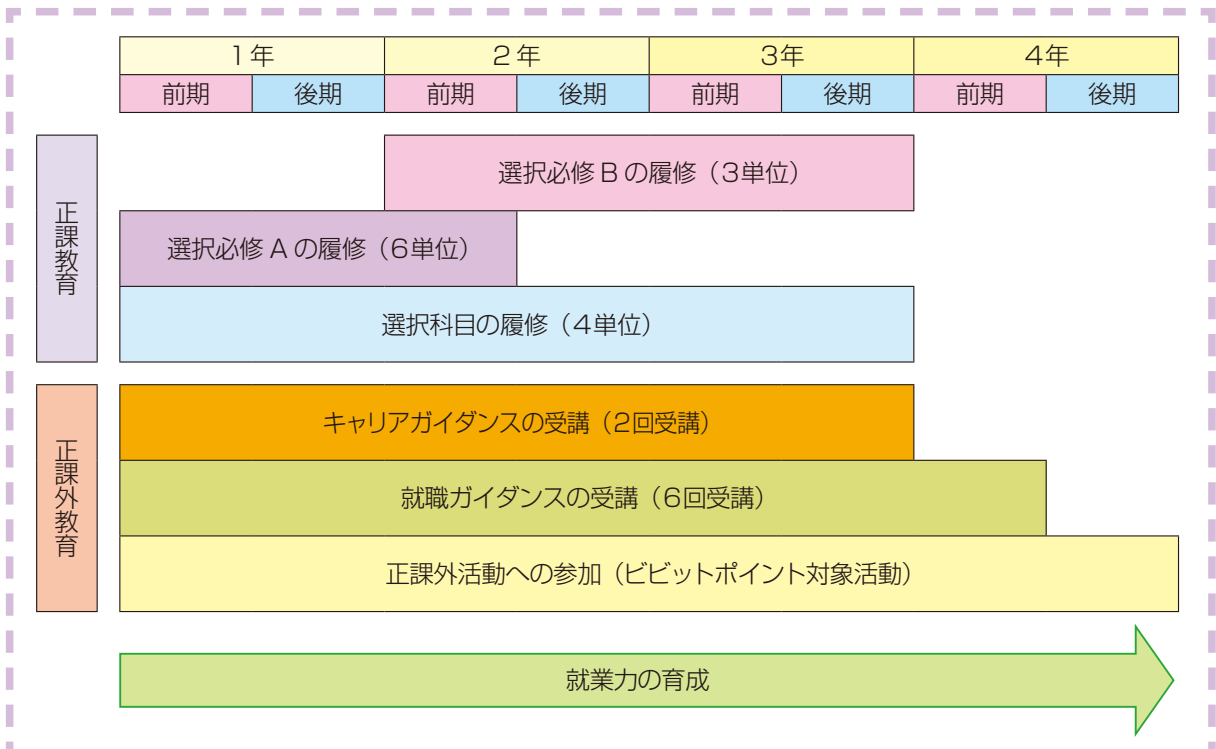 1年
2年
3年
4年
前期
後期
前期
後期
前期
後期
前期
後期
正課教育
選択必修 B の履修（3単位）
選択必修 A の履修（6単位）
選択科目の履修（4単位）
正課外教育
キャリアガイダンスの受講（2回受講）
就職ガイダンスの受講（6回受講）
正課外活動への参加（ビビットポイント対象活動）
就業力の育成